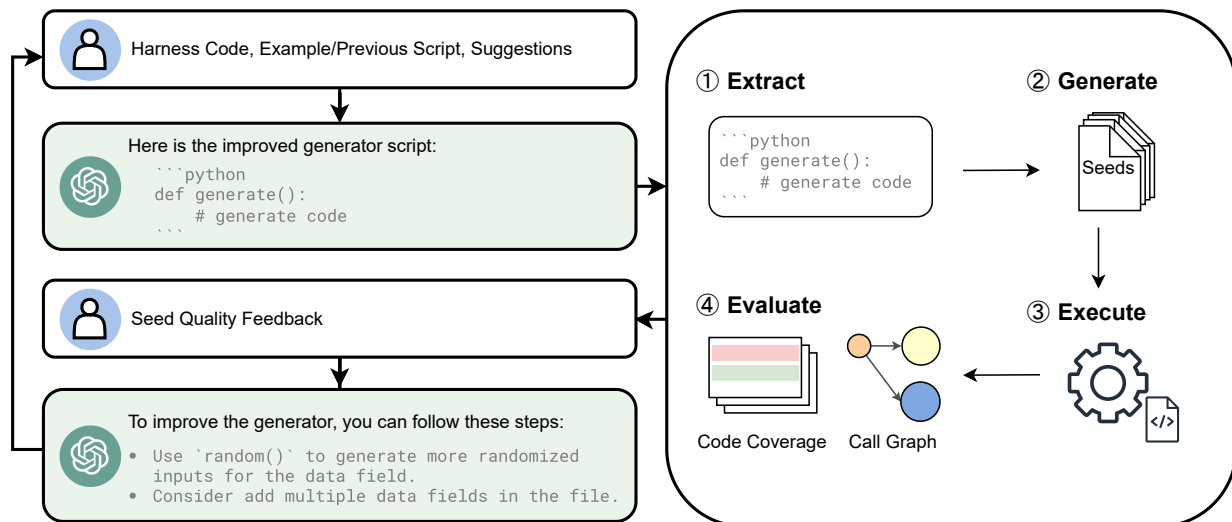 Harness Code, Example/Previous Script, Suggestions
Here is the improved generator script:
```python
def generate():
# generate code
```
Seed Quality Feedback
To improve the generator, you can follow these steps:
• Use `random()` to generate more randomized
inputs for the data field.
• Consider add multiple data fields in the file.
① Extract
```python
def generate():
# generate code
```
② Generate
Seeds
③ Execute
</>
④ Evaluate
Code Coverage
Call Graph